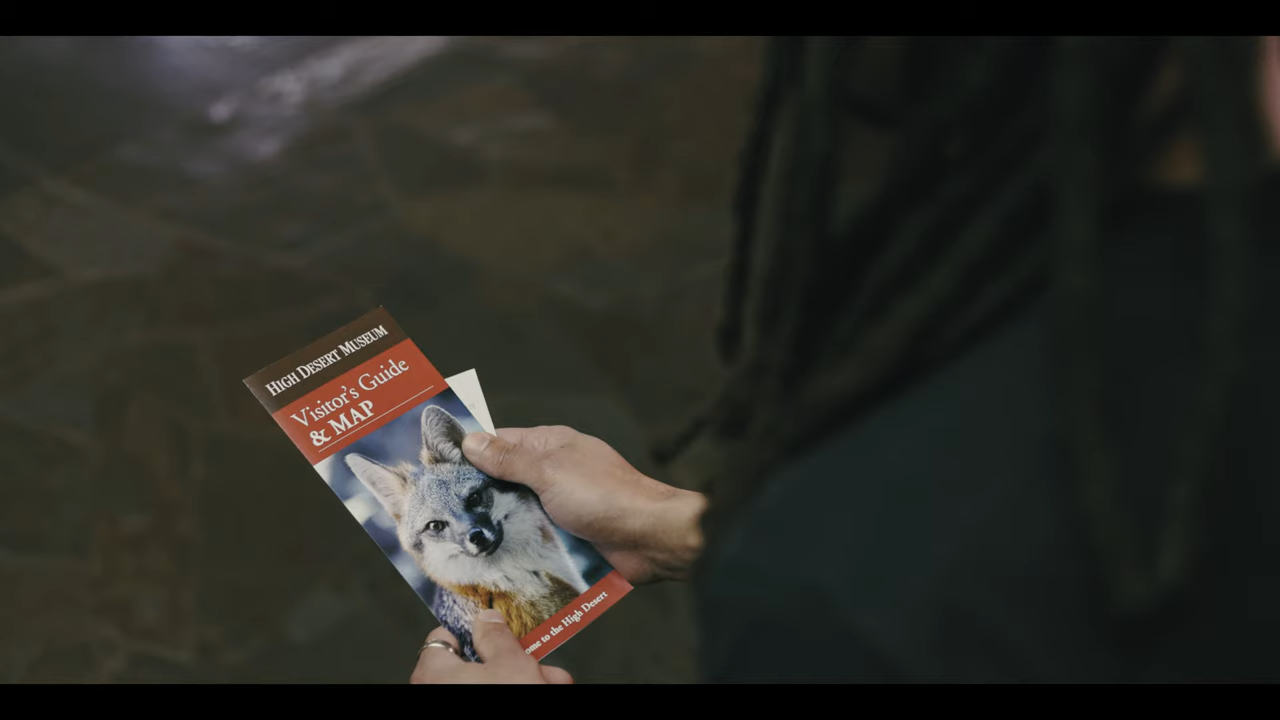 HIGH DESERT MUSEUM
Visitor's Guide
& MAP
ome to the High Desert